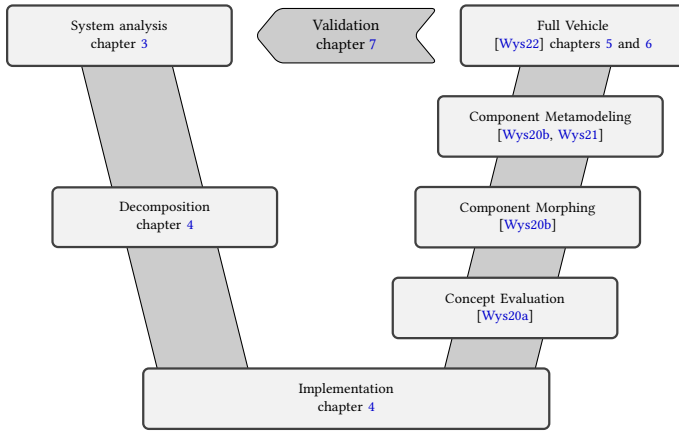 System analysis
chapter 3
Validation
chapter 7
Full Vehicle
[Wys22] chapters 5 and 6
Component Metamodeling
[Wys20b, Wys21]
Decomposition
chapter 4
Component Morphing
[Wys20b]
Concept Evaluation
[Wys20a]
Implementation
chapter 4